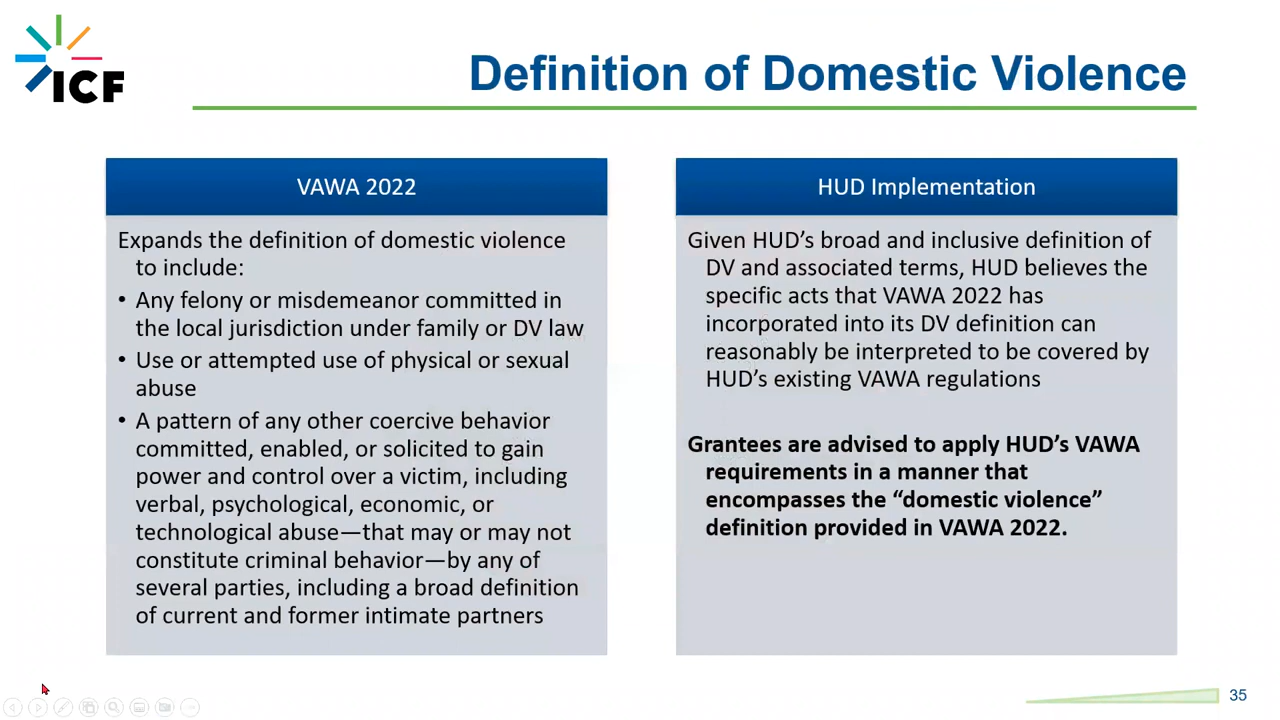 ICF
Definition of Domestic Violence
VAWA 2022
Expands the definition of domestic violence
to include:
• Any felony or misdemeanor committed in
the local jurisdiction under family or DV law
• Use or attempted use of physical or sexual
abuse
• A pattern of any other coercive behavior
committed, enabled, or solicited to gain
power and control over a victim, including
verbal, psychological, economic, or
technological abuse—that may or may not
constitute criminal behavior—by any of
several parties, including a broad definition
of current and former intimate partners
HUD Implementation
Given HUD’s broad and inclusive definition of
DV and associated terms, HUD believes the
specific acts that VAWA 2022 has
incorporated into its DV definition can
reasonably be interpreted to be covered by
HUD’s existing VAWA regulations
Grantees are advised to apply HUD’s VAWA
requirements in a manner that
encompasses the “domestic violence”
definition provided in VAWA 2022.
35